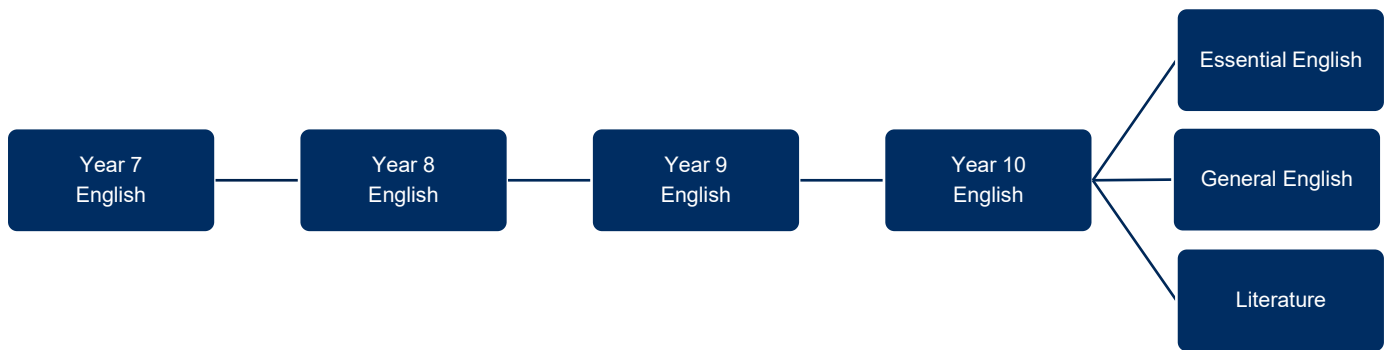 Year 7
English
Year 8
English
Year 9
English
Year 10
English
Essential English
General English
Literature